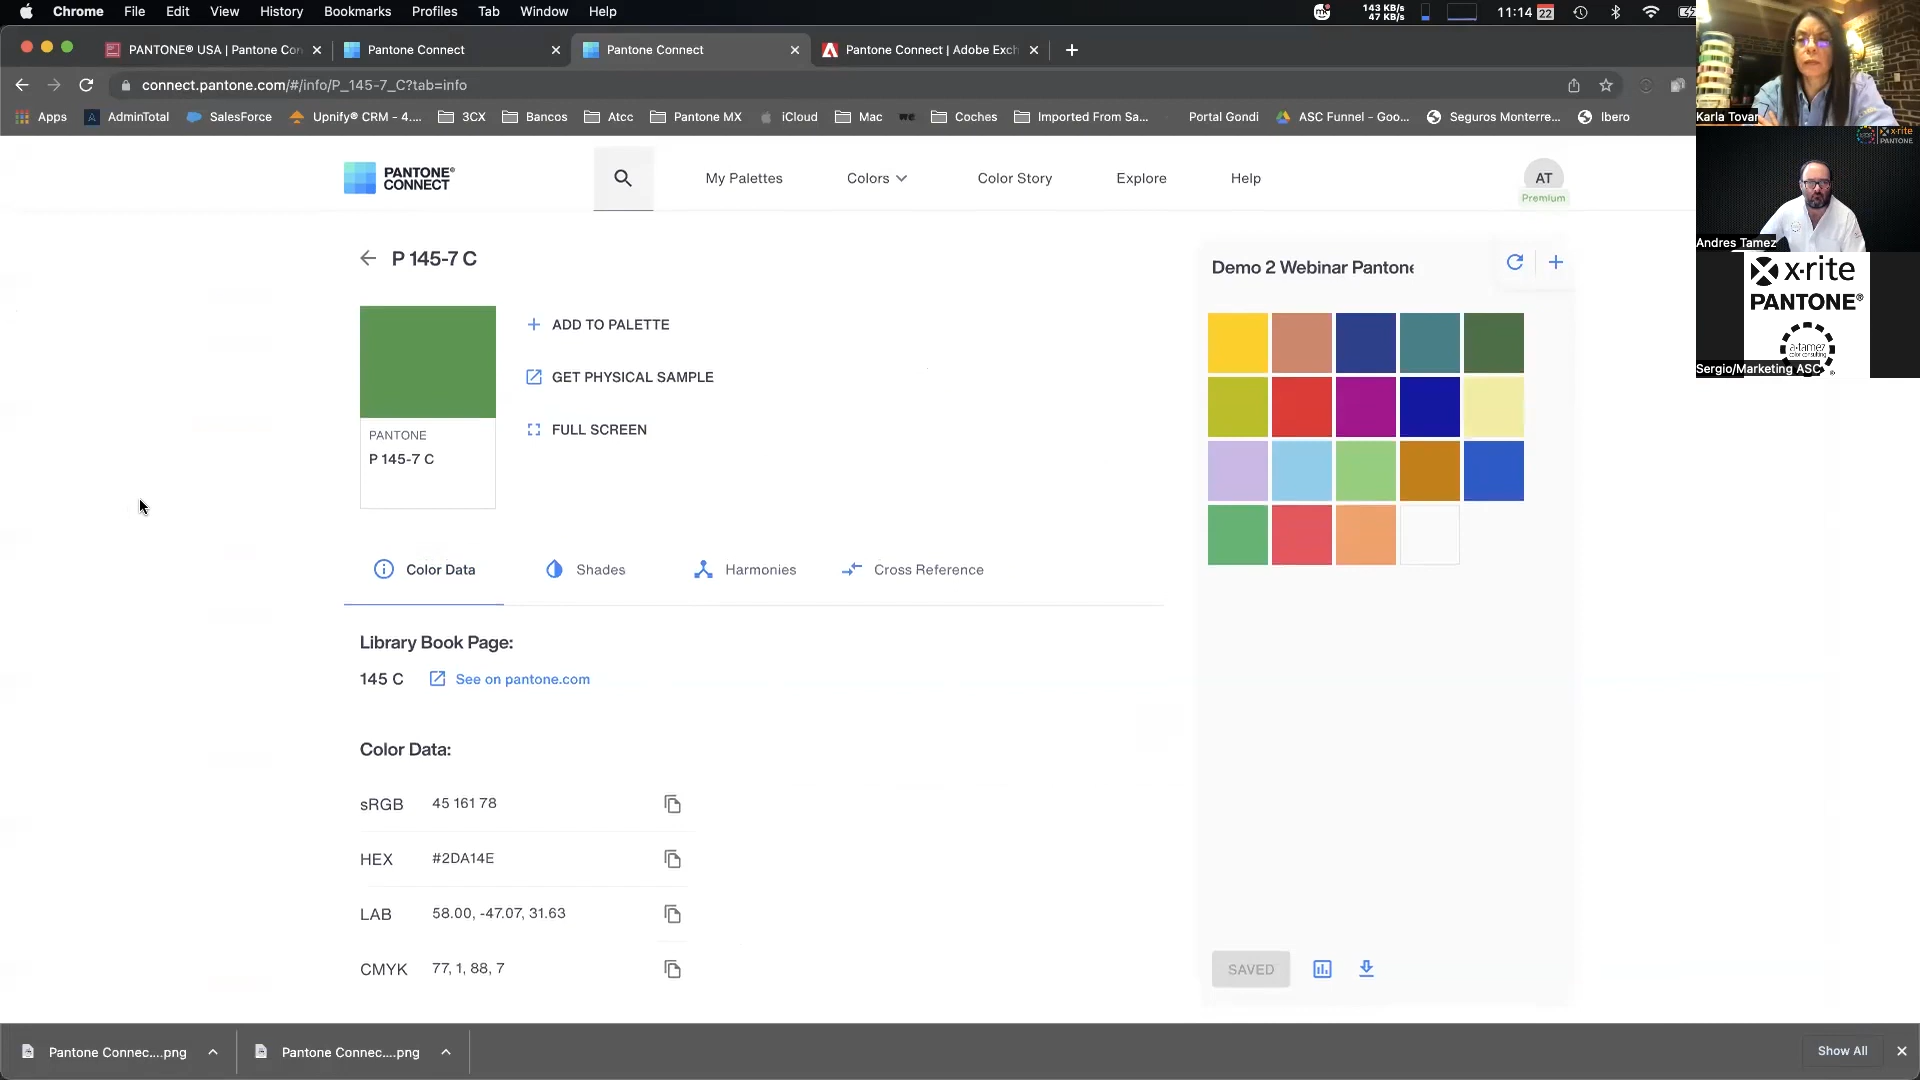 Chrome File Edit View History Bookmarks Profiles Tab Window Help
143 KB/s
47 KB/s
11:14 22
PANTONE® USA | Pantone Con
Pantone Connect
Pantone Connect
Pantone Connect | Adobe Exch
connect.pantone.com/#/info/P_145-7_C?tab=info
Apps AdminTotal SalesForce Upnify® CRM - 4.... 3CX Bancos Atcc Pantone MX iCloud Mac Coches Imported From Sa... Portal Gondi ASC Funnel - Goo... Seguros Monterre... Ibero
PANTONE®
CONNECT
My Palettes
Colors
Color Story
Explore
Help
AT
Premium
P 145-7 C
PANTONE
P 145-7 C
ADD TO PALETTE
GET PHYSICAL SAMPLE
FULL SCREEN
Color Data
Shades
Harmonies
Cross Reference
Library Book Page:
145 C See on pantone.com
Color Data:
sRGB 45 161 78
HEX #2DA14E
LAB 58.00, -47.07, 31.63
CMYK 77, 1, 88, 7
Demo 2 Webinar Pantone
SAVED
Karla Tovar
x-rite
PANTONE
Andres Tamez
x-rite
PANTONE®
a·tamez
color consulting
Sergio/Marketing ASC
Pantone Connec....png
Pantone Connec....png
Show All